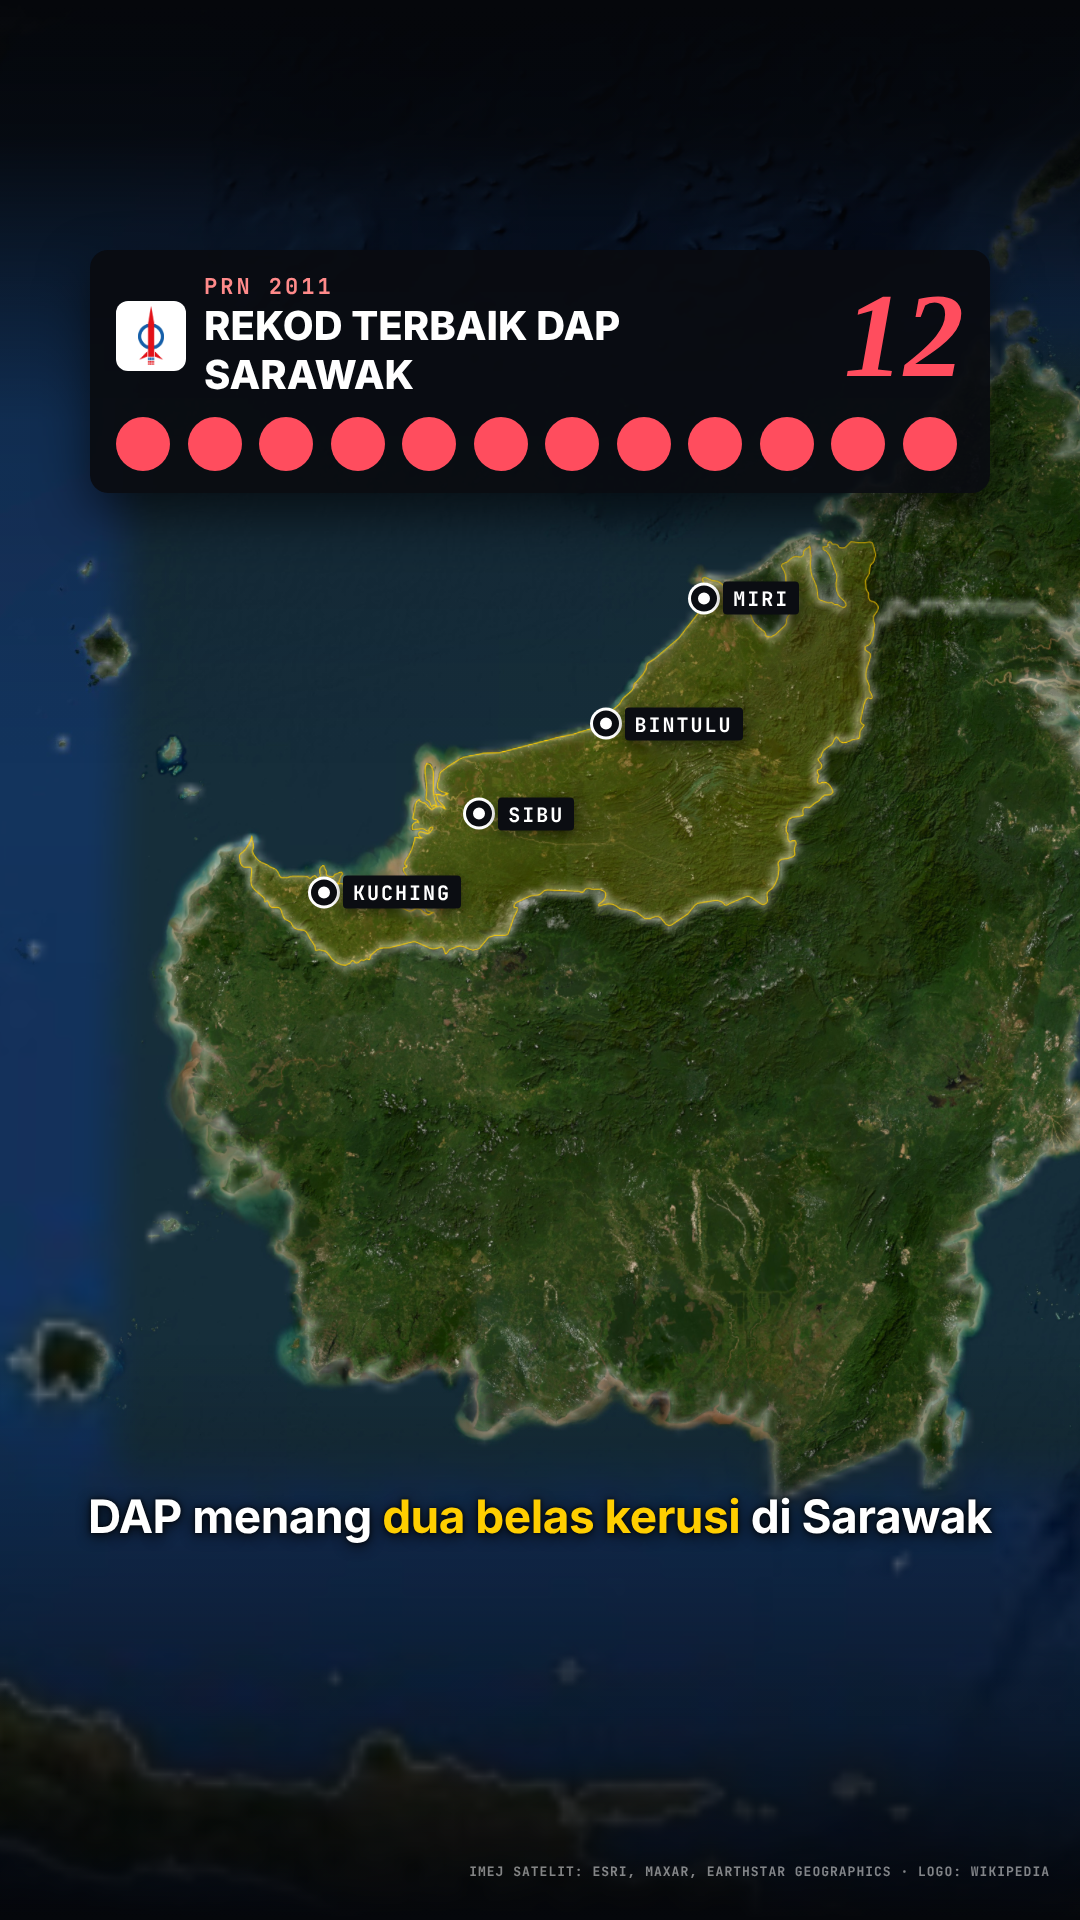 PRN 2011
REKOD TERBAIK DAP
SARAWAK
12
MIRI
BINTULU
SIBU
KUCHING
DAP menang dua belas kerusi di Sarawak
IMEJ SATELIT: ESRI, MAXAR, EARTHSTAR GEOGRAPHICS · LOGO: WIKIPEDIA